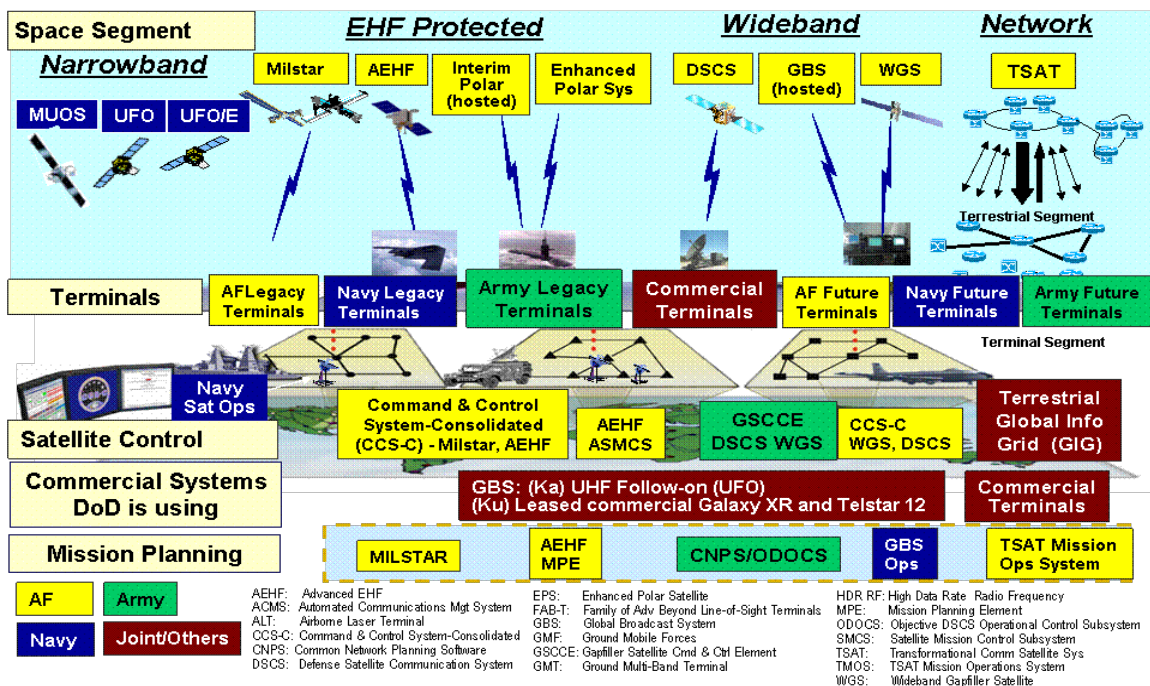 Space Segment
EHF Protected
Wideband
Network
Narrowband
Milstar
AEHF
Interim
Polar
(hosted)
Enhanced
Polar Sys
DSCS
GBS
(hosted)
WGS
TSAT
MUOS
UFO
UFO/E
Terrestrial Segment
Terminals
AFLegacy
Terminals
Navy Legacy
Terminals
Army Legacy
Terminals
Commercial
Terminals
AF Future
Terminals
Navy Future
Terminals
Army Future
Terminals
Terminal Segment
Navy
Sat Ops
Satellite Control
Command & Control
System-Consolidated
(CCS-C) - Milstar, AEHF
AEHF
ASMCS
GSCCE
DSCS WGS
CCS-C
WGS, DSCS
Terrestrial
Global Info
Grid (GIG)
Commercial Systems
DoD is using
GBS: (Ka) UHF Follow-on (UFO)
(Ku) Leased commercial Galaxy XR and Telstar 12
Commercial
Terminals
Mission Planning
MILSTAR
AEHF
MPE
CNPS/ODOCS
GBS
Ops
TSAT Mission
Ops System
AF
Army
Navy
Joint/Others
AEHF: Advanced EHF
ACMS: Automated Communications Mgt System
ALT: Airborne Laser Terminal
CCS-C: Command & Control System-Consolidated
CNPS: Common Network Planning Software
DSCS: Defense Satellite Communication System
EPS: Enhanced Polar Satellite
FAB-T: Family of Adv Beyond Line-of-Sight Terminals
GBS: Global Broadcast System
GMF: Ground Mobile Forces
GSCCE: Gapfiller Satellite Cmd & Ctrl Element
GMT: Ground Multi-Band Terminal
HDR RF: High Data Rate Radio Frequency
MPE: Mission Planning Element
ODOCS: Objective DSCS Operational Control Subsystem
SMCS: Satellite Mission Control Subsystem
TSAT: Transformational Comm Satellite Sys
TMOS: TSAT Mission Operations System
WGS: Wideband Gapfiller Satellite